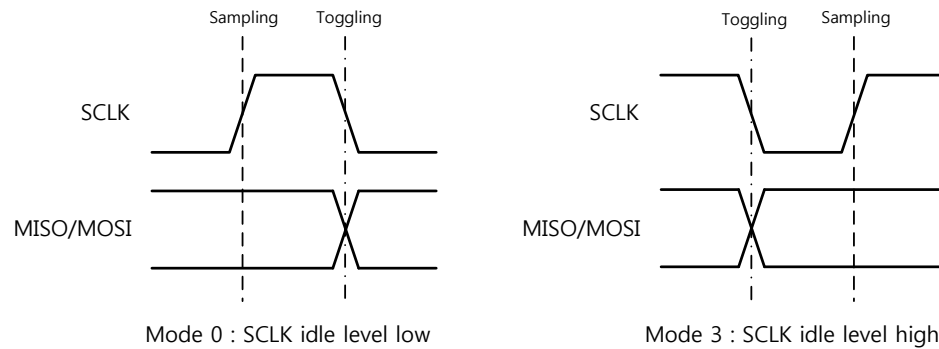 Sampling Toggling
SCLK
MISO/MOSI
Mode 0 : SCLK idle level low
Toggling Sampling
SCLK
MISO/MOSI
Mode 3 : SCLK idle level high